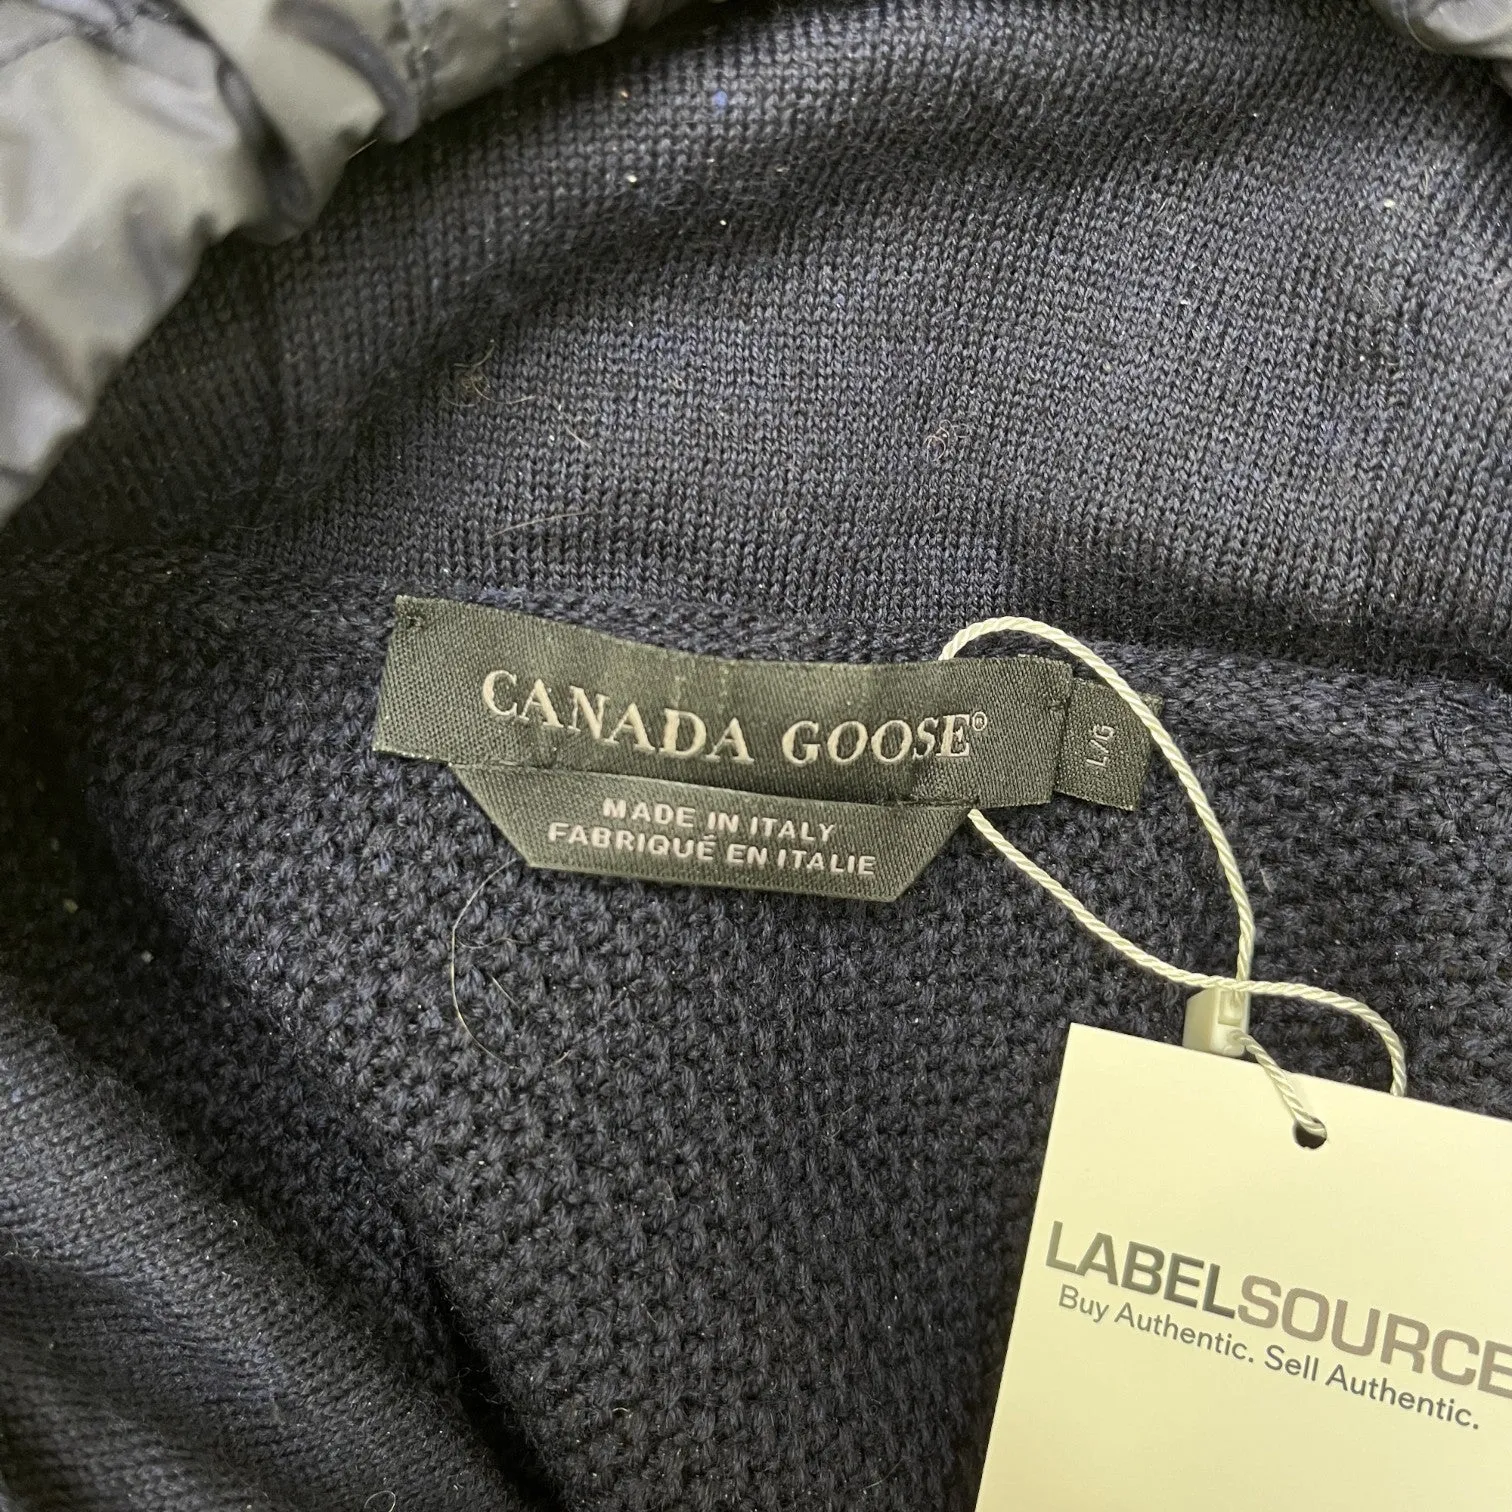 CANADA GOOSE®
L/G
MADE IN ITALY
FABRIQUÉ EN ITALIE
LABELSOURCE
Buy Authentic. Sell Authentic.